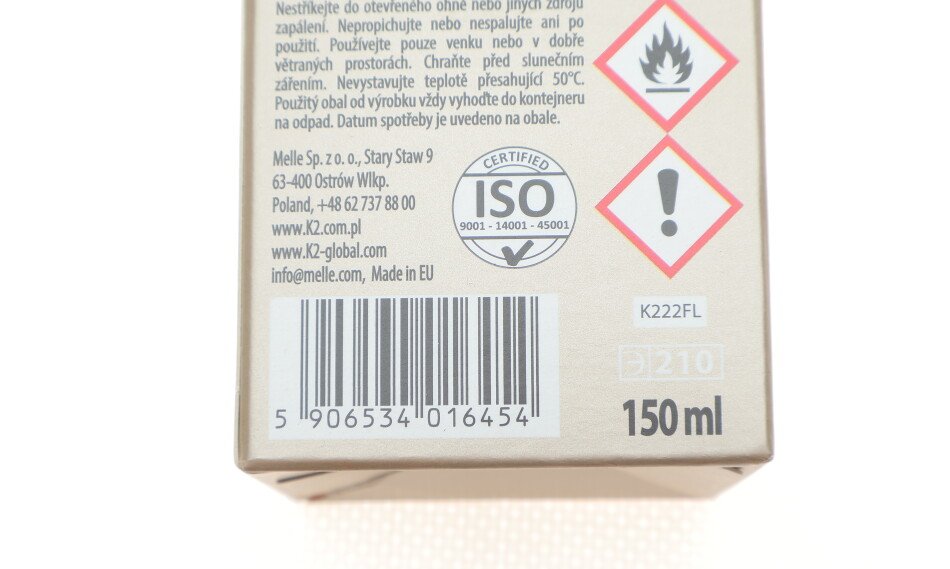 Nestříkejte do otevřeného ohně nebo jiných zdrojů
zapálení. Nepropichujte nebo nespalujte ani po
použití. Používejte pouze venku nebo v dobře
větraných prostorách. Chraňte před slunečním
zářením. Nevystavujte teplotě přesahující 50°C.
Použitý obal od výrobku vždy vyhoďte do kontejneru
na odpad. Datum spotřeby je uvedeno na obale.
Melle Sp. z o. o., Stary Staw 9
63-400 Ostrów Wlkp.
Poland, +48 62 737 88 00
www.K2.com.pl
www.K2-global.com
info@melle.com, Made in EU
CERTIFIED
ISO
9001 - 14001 - 45001
K222FL
210
150 ml
5 906534 016454